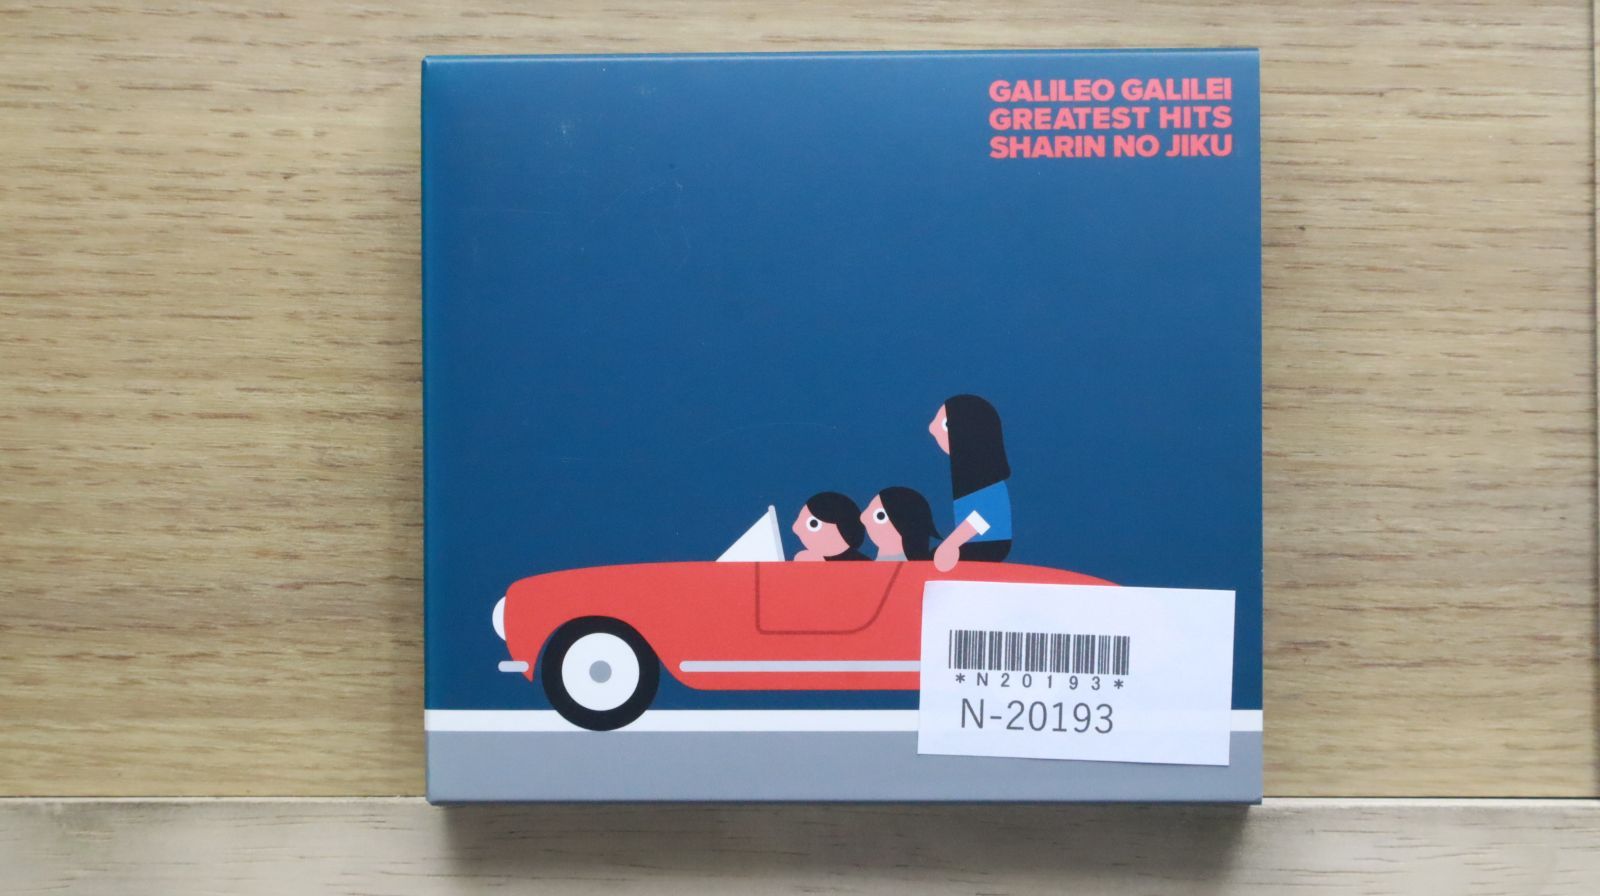 GALILEO GALILEI
GREATEST HITS
SHARIN NO JIKU
*N20193*
N-20193